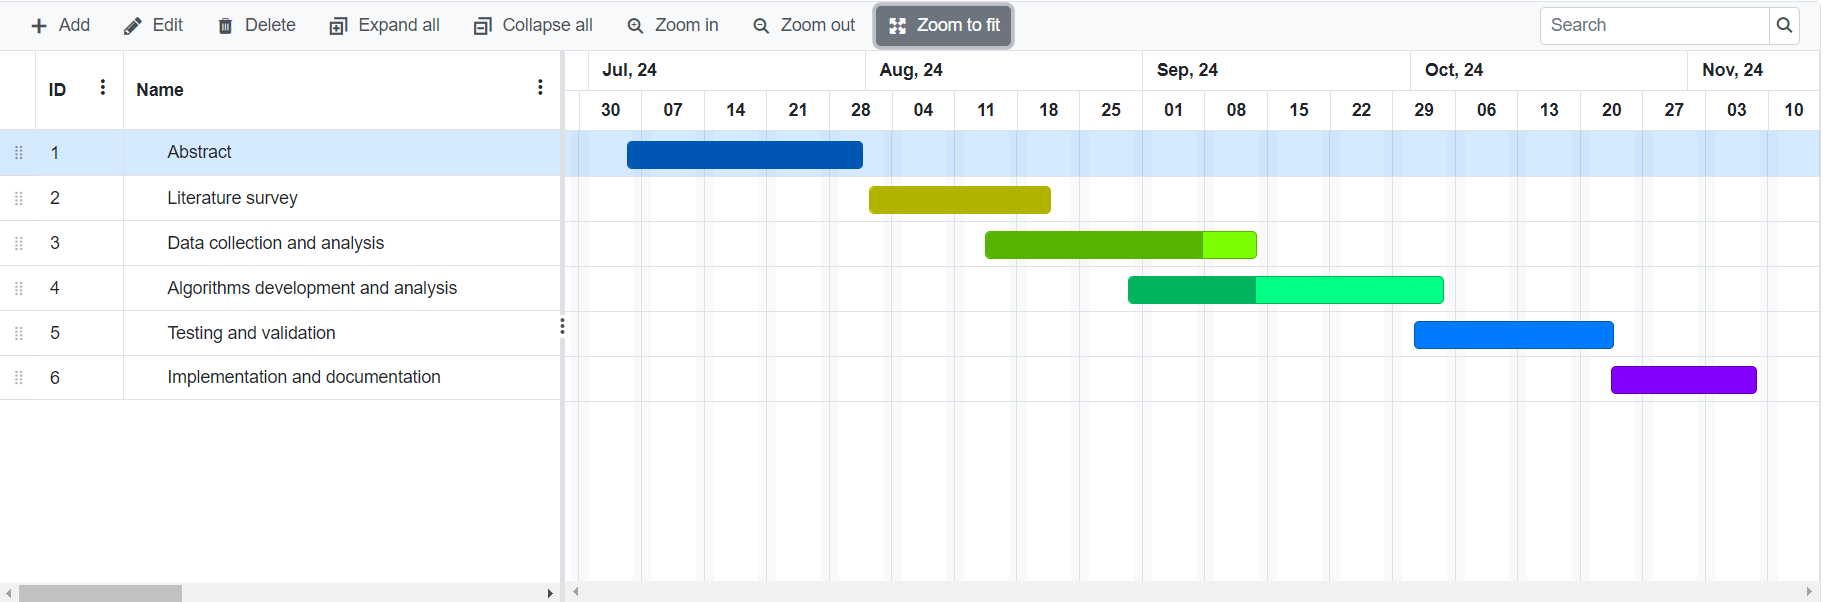 Add Edit Delete Expand all Collapse all Zoom in Zoom out Zoom to fit Search
Jul, 24 Aug, 24 Sep, 24 Oct, 24 Nov, 24
ID Name
30 07 14 21 28 04 11 18 25 01 08 15 22 29 06 13 20 27 03 10
1 Abstract
2 Literature survey
3 Data collection and analysis
4 Algorithms development and analysis
5 Testing and validation
6 Implementation and documentation